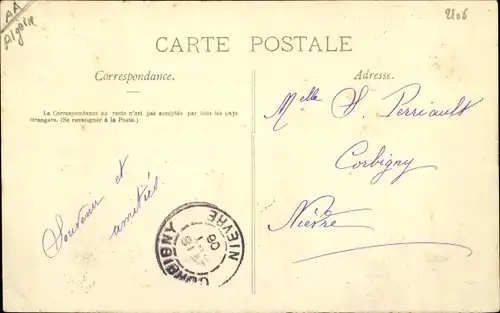 AA
Algérie
2106
CARTE POSTALE
Correspondance.
Adresse.
La Correspondance au recto n'est pas acceptée par tous les pays
étrangers. (Se renseigner à la Poste.)
Souvenir et
amitiés
Melle S. Perriault
Corbigny
Nièvre
CORBIGNY
NIEVRE